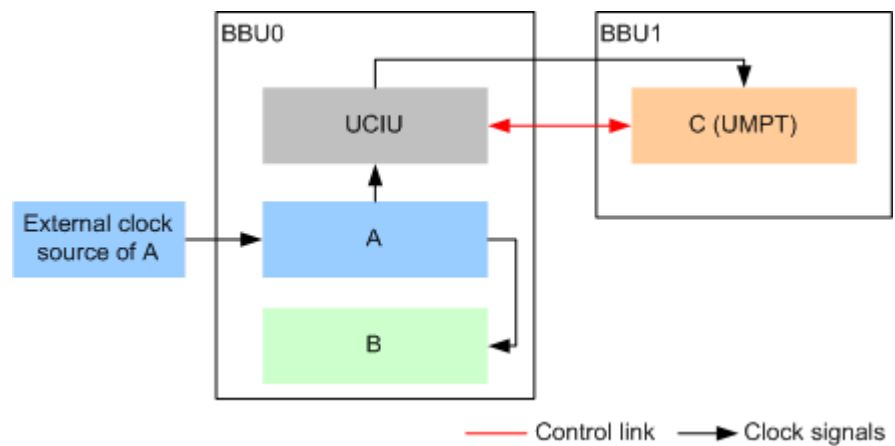 BBU0
BBU1
UCIU
C (UMPT)
External clock
source of A
A
B
Control link
Clock signals